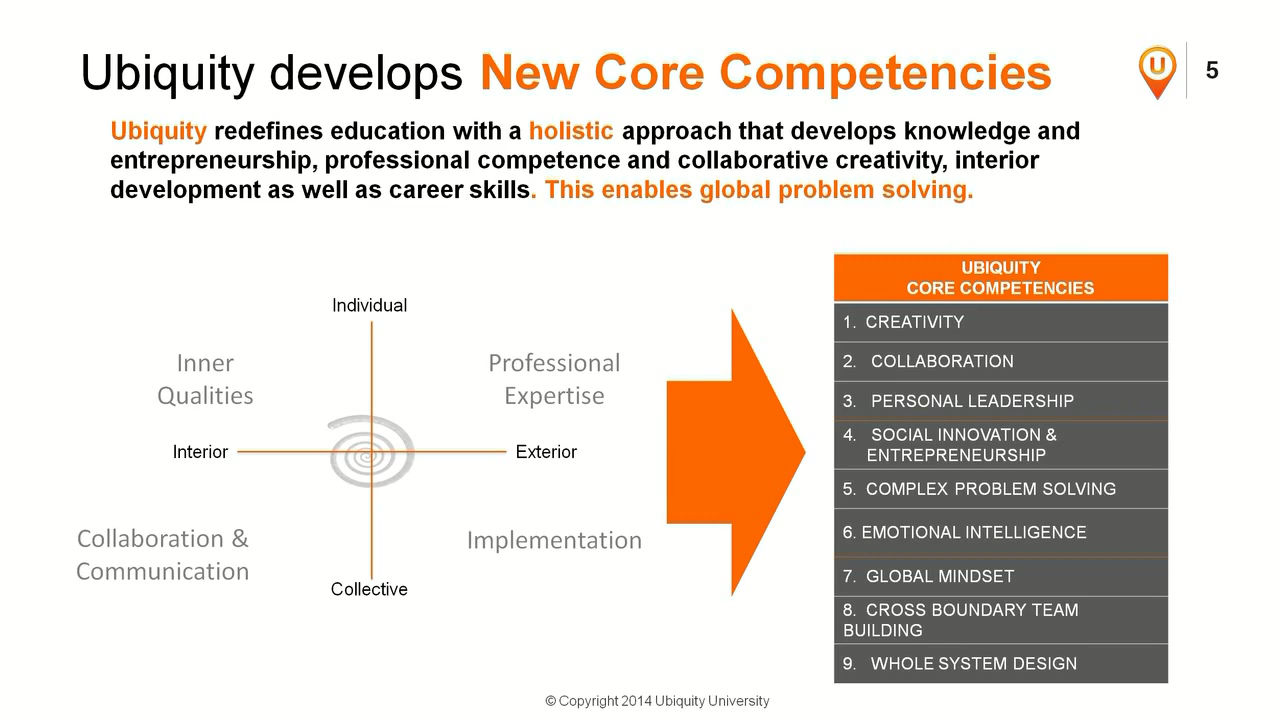 Ubiquity develops New Core Competencies
U
5
Ubiquity redefines education with a holistic approach that develops knowledge and
entrepreneurship, professional competence and collaborative creativity, interior
development as well as career skills. This enables global problem solving.
Individual
Inner
Qualities
Professional
Expertise
Interior
Exterior
Collaboration &
Communication
Implementation
Collective
UBIQUITY
CORE COMPETENCIES
1. CREATIVITY
2. COLLABORATION
3. PERSONAL LEADERSHIP
4. SOCIAL INNOVATION &
ENTREPRENEURSHIP
5. COMPLEX PROBLEM SOLVING
6. EMOTIONAL INTELLIGENCE
7. GLOBAL MINDSET
8. CROSS BOUNDARY TEAM
BUILDING
9. WHOLE SYSTEM DESIGN
© Copyright 2014 Ubiquity University